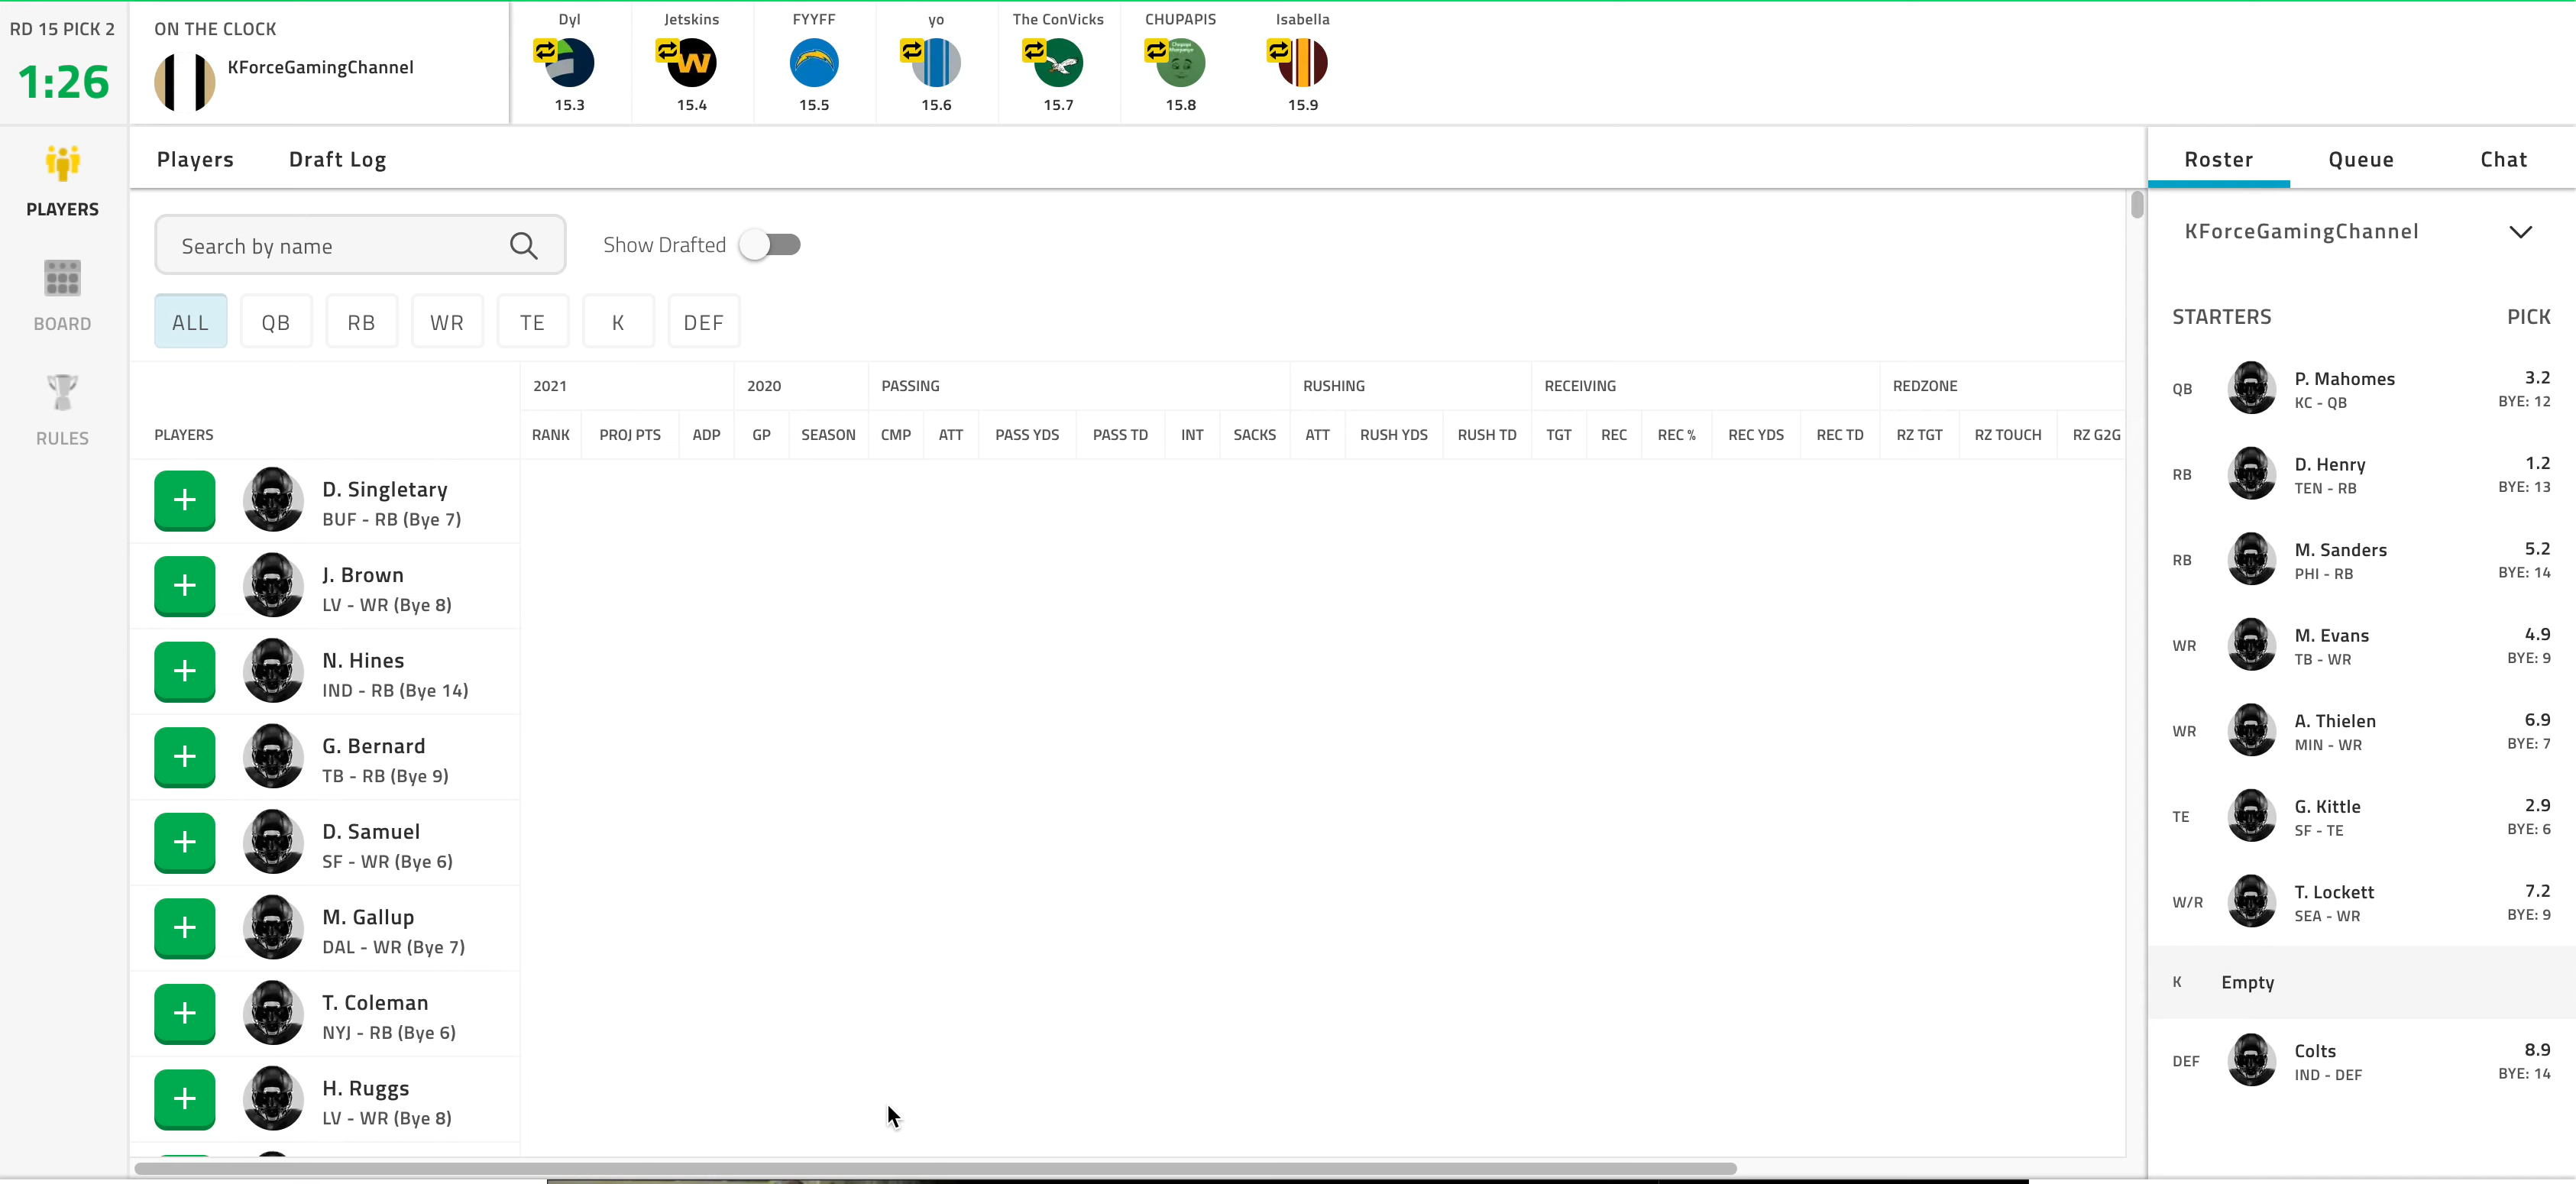 RD 15 PICK 2
1:26
ON THE CLOCK
KForceGamingChannel
Dyl
15.3
Jetskins
W
15.4
FYYFF
15.5
yo
15.6
The ConVicks
15.7
CHUPAPIS
15.8
Isabella
15.9
PLAYERS
BOARD
RULES
Players
Draft Log
Search by name
Show Drafted
ALL
QB
RB
WR
TE
K
DEF
2021
2020
PASSING
RUSHING
RECEIVING
REDZONE
PLAYERS
RANK
PROJ PTS
ADP
GP
SEASON
CMP
ATT
PASS YDS
PASS TD
INT
SACKS
ATT
RUSH YDS
RUSH TD
TGT
REC
REC %
REC YDS
REC TD
RZ TGT
RZ TOUCH
RZ G2G
D. Singletary
BUF - RB (Bye 7)
J. Brown
LV - WR (Bye 8)
N. Hines
IND - RB (Bye 14)
G. Bernard
TB - RB (Bye 9)
D. Samuel
SF - WR (Bye 6)
M. Gallup
DAL - WR (Bye 7)
T. Coleman
NYJ - RB (Bye 6)
H. Ruggs
LV - WR (Bye 8)
Roster
Queue
Chat
KForceGamingChannel
STARTERS
PICK
QB
P. Mahomes
3.2
KC - QB
BYE: 12
RB
D. Henry
1.2
TEN - RB
BYE: 13
RB
M. Sanders
5.2
PHI - RB
BYE: 14
WR
M. Evans
4.9
TB - WR
BYE: 9
WR
A. Thielen
6.9
MIN - WR
BYE: 7
TE
G. Kittle
2.9
SF - TE
BYE: 6
W/R
T. Lockett
7.2
SEA - WR
BYE: 9
K
Empty
DEF
Colts
8.9
IND - DEF
BYE: 14